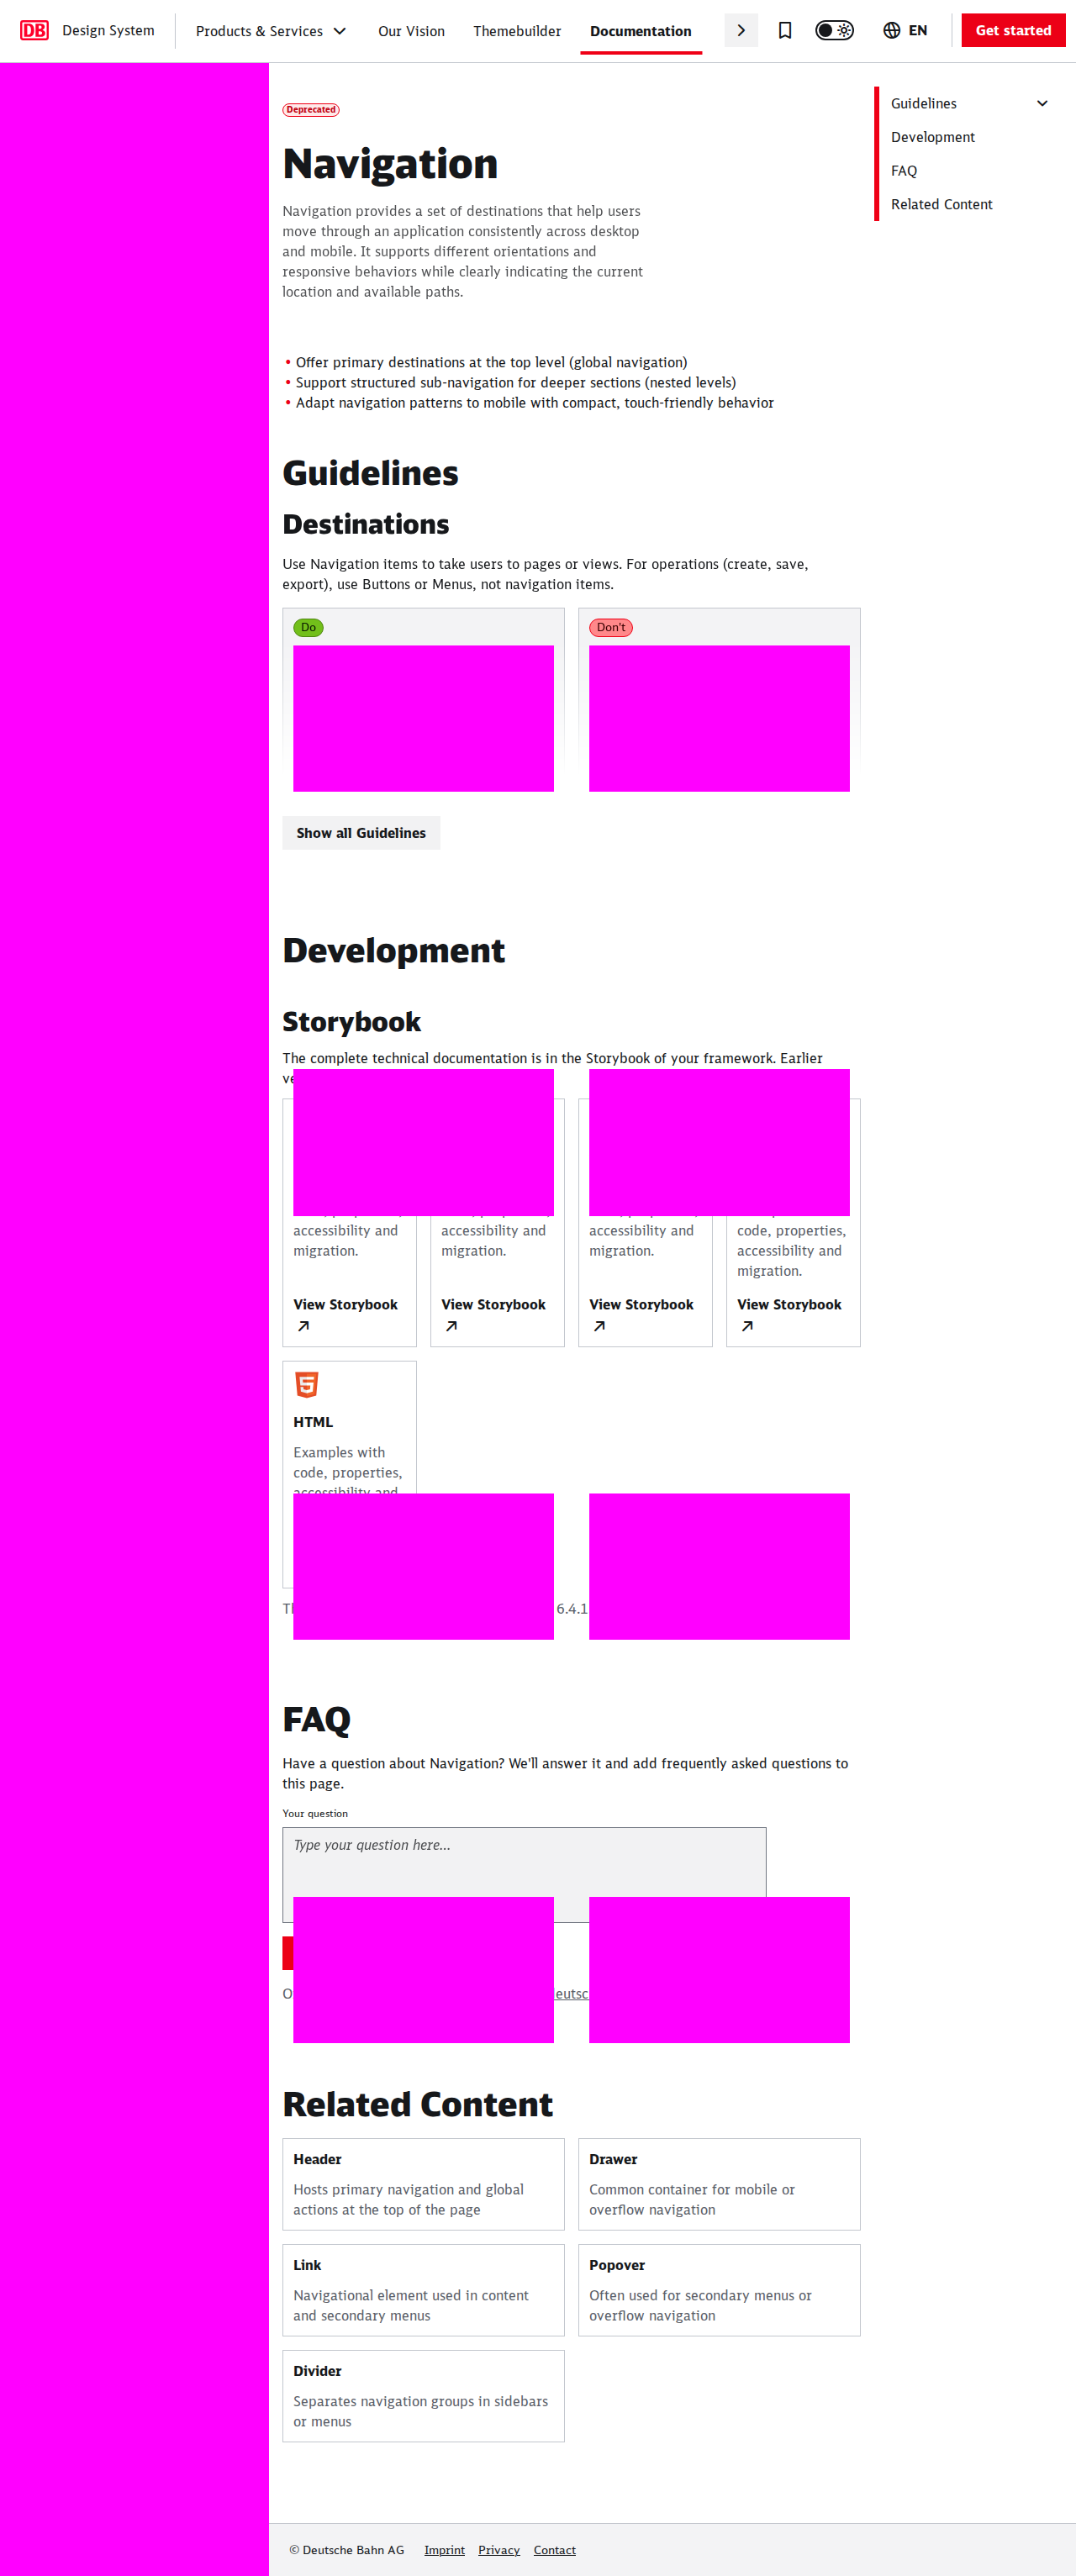 DB Design System Products & Services Our Vision Themebuilder Documentation EN Get started
Guidelines
Development
FAQ
Related Content
Deprecated
Navigation
Navigation provides a set of destinations that help users
move through an application consistently across desktop
and mobile. It supports different orientations and
responsive behaviors while clearly indicating the current
location and available paths.
• Offer primary destinations at the top level (global navigation)
• Support structured sub-navigation for deeper sections (nested levels)
• Adapt navigation patterns to mobile with compact, touch-friendly behavior
Guidelines
Destinations
Use Navigation items to take users to pages or views. For operations (create, save,
export), use Buttons or Menus, not navigation items.
Do
Don't
Show all Guidelines
Development
Storybook
The complete technical documentation is in the Storybook of your framework. Earlier
accessibility and
migration.
View Storybook
accessibility and
migration.
View Storybook
accessibility and
migration.
View Storybook
code, properties,
accessibility and
migration.
View Storybook
HTML
Examples with
code, properties,
accessibility and
6.4.1
FAQ
Have a question about Navigation? We'll answer it and add frequently asked questions to
this page.
Your question
Type your question here...
Related Content
Header
Hosts primary navigation and global
actions at the top of the page
Drawer
Common container for mobile or
overflow navigation
Link
Navigational element used in content
and secondary menus
Popover
Often used for secondary menus or
overflow navigation
Divider
Separates navigation groups in sidebars
or menus
© Deutsche Bahn AG Imprint Privacy Contact